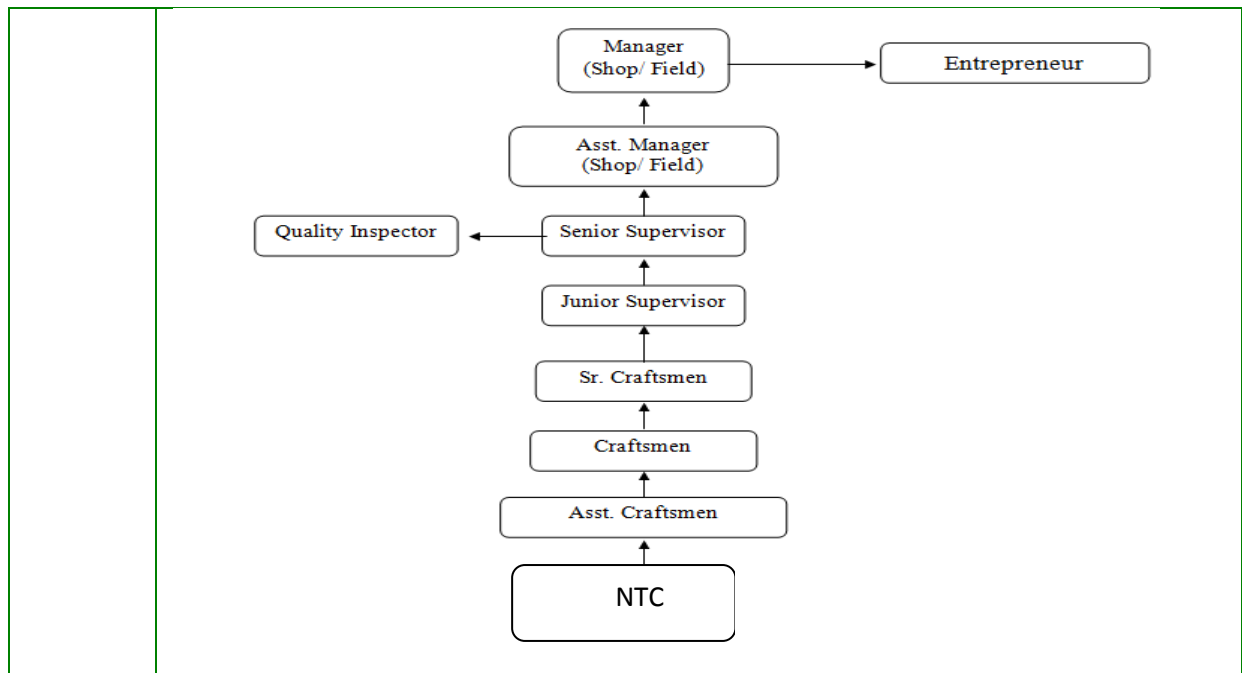 Manager
(Shop/ Field)
Entrepreneur
Asst. Manager
(Shop/ Field)
Quality Inspector
Senior Supervisor
Junior Supervisor
Sr. Craftsmen
Craftsmen
Asst. Craftsmen
NTC